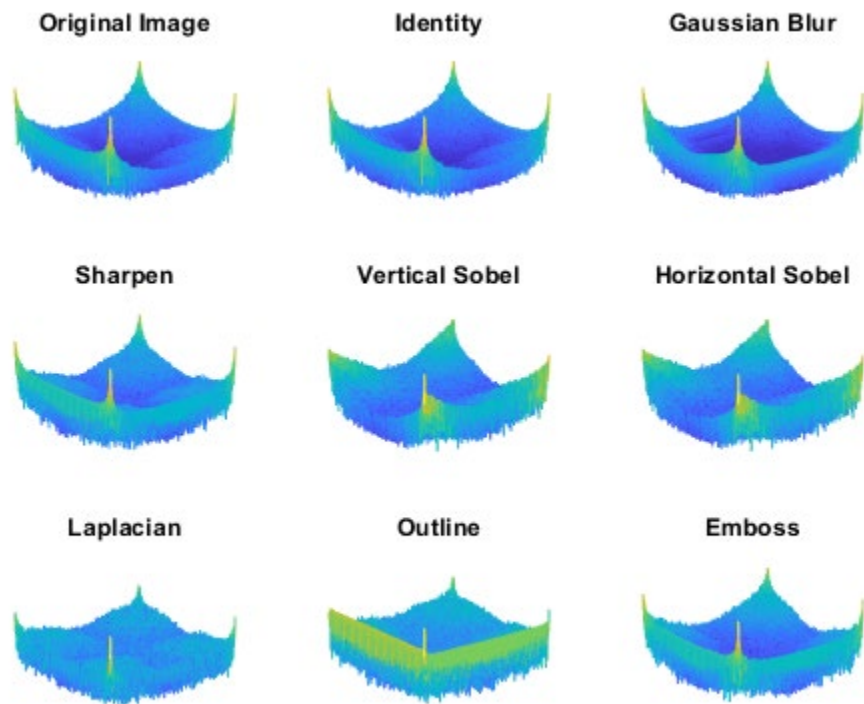 Original Image
Identity
Gaussian Blur
Sharpen
Vertical Sobel
Horizontal Sobel
Laplacian
Outline
Emboss